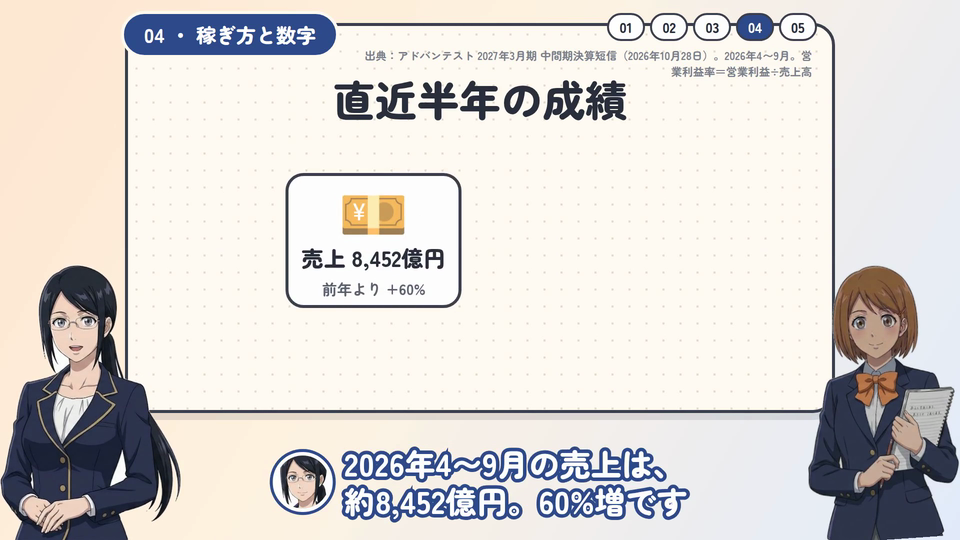 04 ・ 稼ぎ方と数字
01 02 03 04 05
出典：アドバンテスト 2027年3月期 中間期決算短信（2026年10月28日）。2026年4〜9月。営
業利益率＝営業利益÷売上高
直近半年の成績
¥
売上 8,452億円
前年より +60%
2026年4〜9月の売上は、
約8,452億円。60%増です